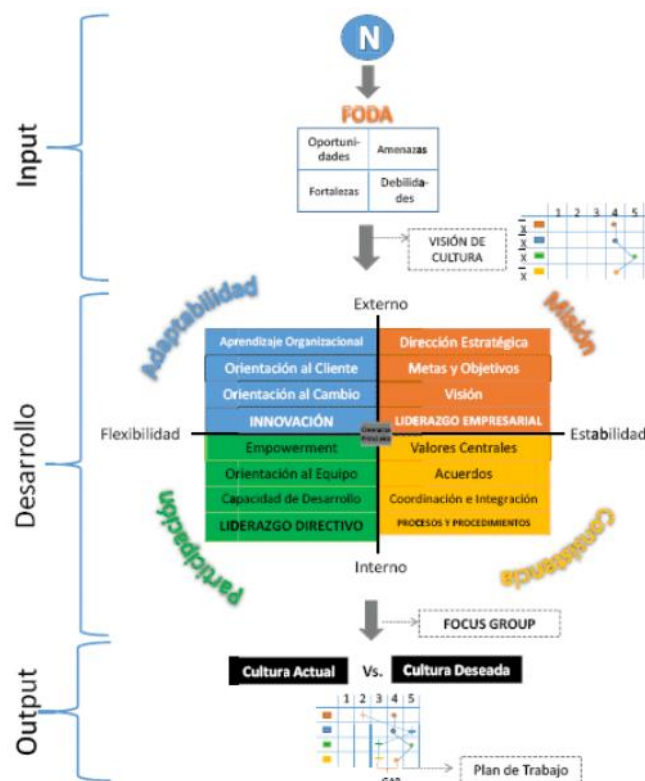 Input
N
FODA
Oportuni-
dades
Amenazas
Fortalezas
Debilida-
des
VISIÓN DE
CULTURA
1 2 3 4 5
X
X
X
X
Desarrollo
Adaptabilidad
Externo
Misión
Aprendizaje Organizacional
Dirección Estratégica
Orientación al Cliente
Metas y Objetivos
Orientación al Cambio
Visión
INNOVACIÓN
LIDERAZGO EMPRESARIAL
Flexibilidad
Estabilidad
Empowerment
Valores Centrales
Orientación al Equipo
Acuerdos
Capacidad de Desarrollo
Coordinación e Integración
LIDERAZGO DIRECTIVO
PROCESOS Y PROCEDIMIENTOS
Participación
Interno
Consistencia
FOCUS GROUP
Output
Cultura Actual
Vs.
Cultura Deseada
1 2 3 4 5
GAP
Plan de Trabajo